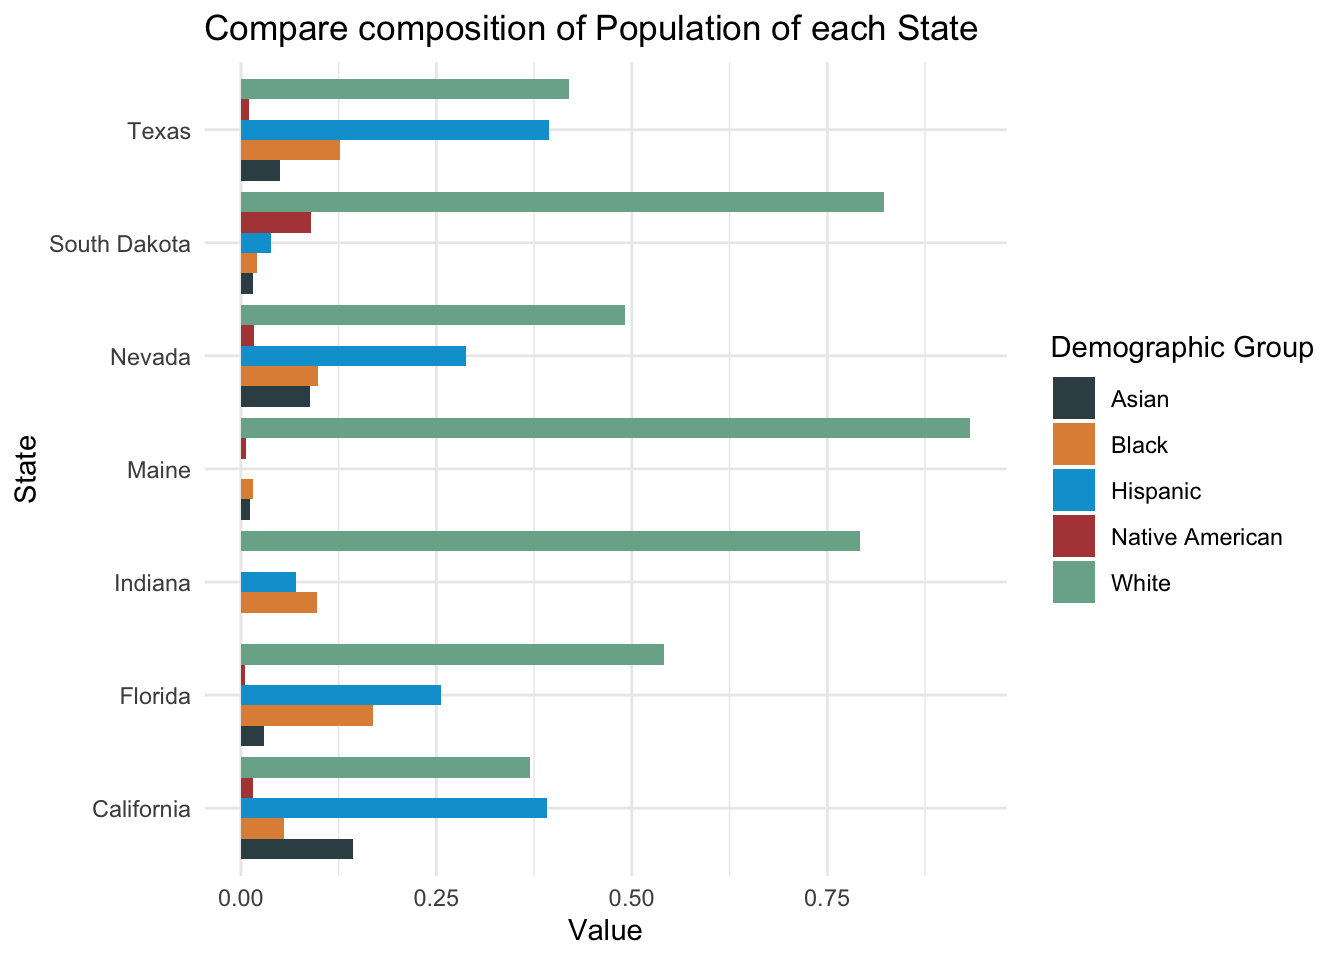 Compare composition of Population of each State
State
Texas
South Dakota
Nevada
Maine
Indiana
Florida
California
0.00 0.25 0.50 0.75
Value
Demographic Group
Asian
Black
Hispanic
Native American
White